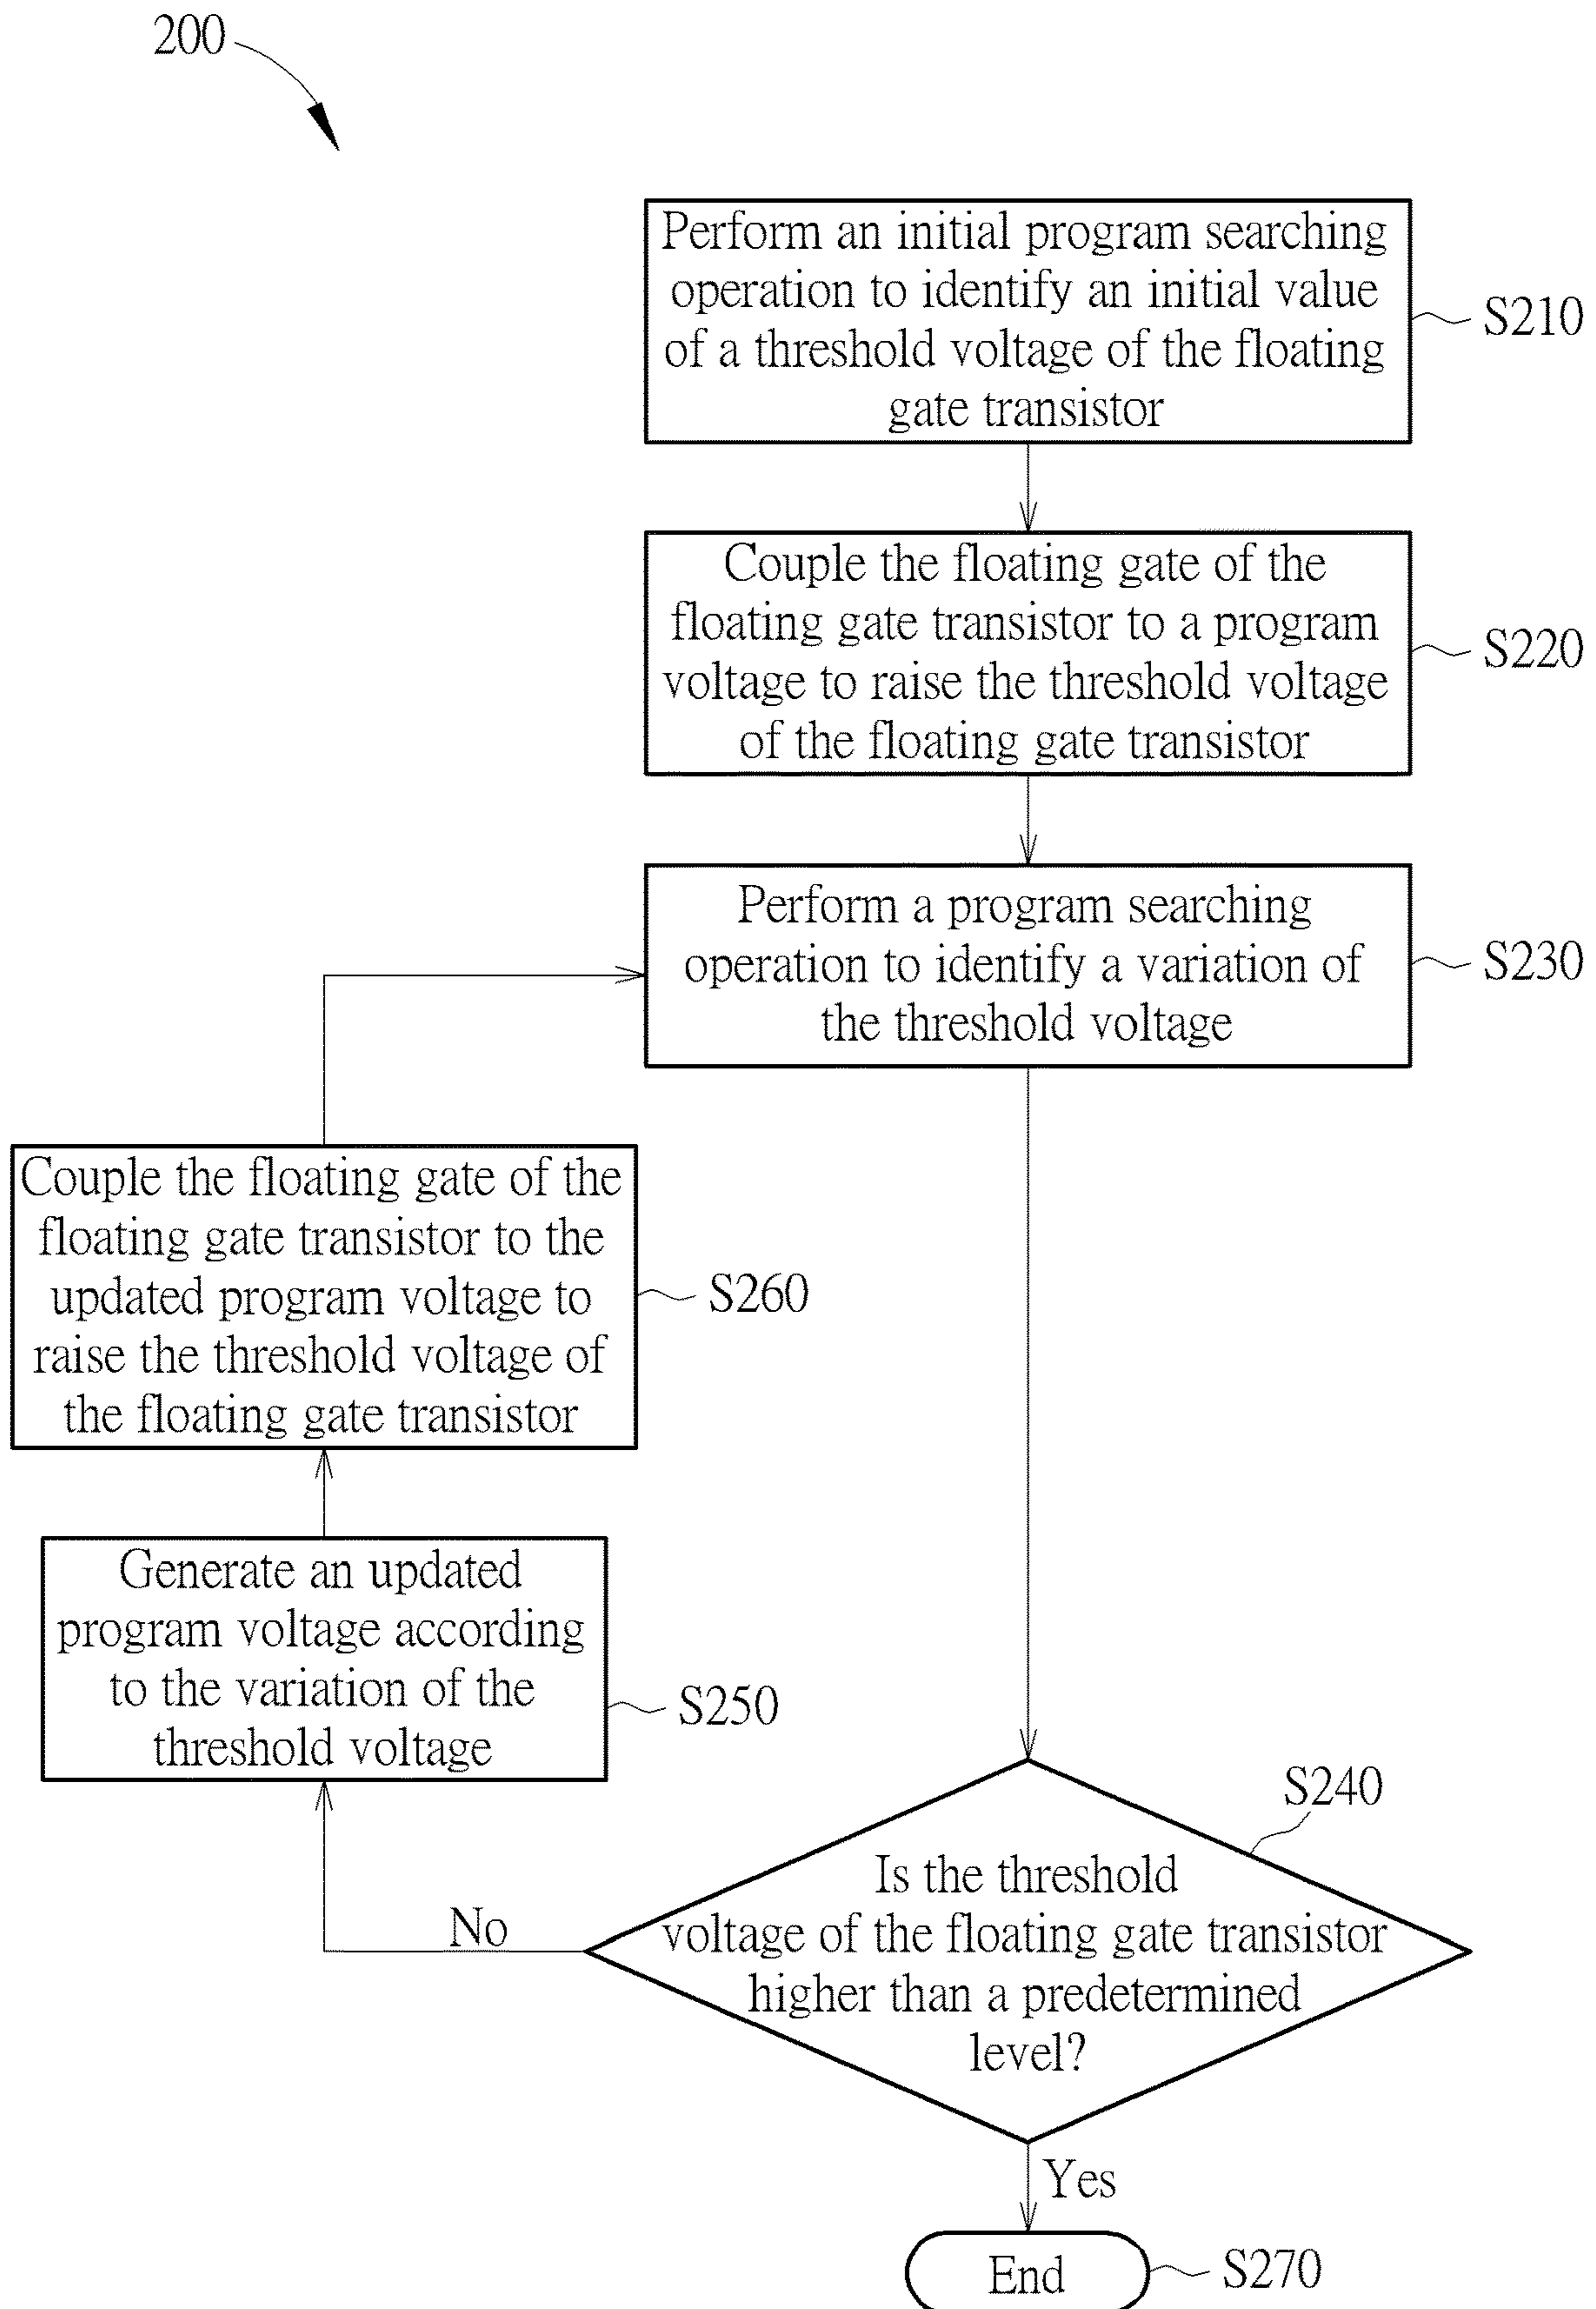 200
Perform an initial program searching
operation to identify an initial value
of a threshold voltage of the floating
gate transistor
S210
Couple the floating gate of the
floating gate transistor to a program
voltage to raise the threshold voltage
of the floating gate transistor
S220
Perform a program searching
operation to identify a variation of
the threshold voltage
S230
Couple the floating gate of the
floating gate transistor to the
updated program voltage to
raise the threshold voltage of
the floating gate transistor
S260
Generate an updated
program voltage according
to the variation of the
threshold voltage
S250
S240
Is the threshold
voltage of the floating gate transistor
higher than a predetermined
level?
No
Yes
End
S270